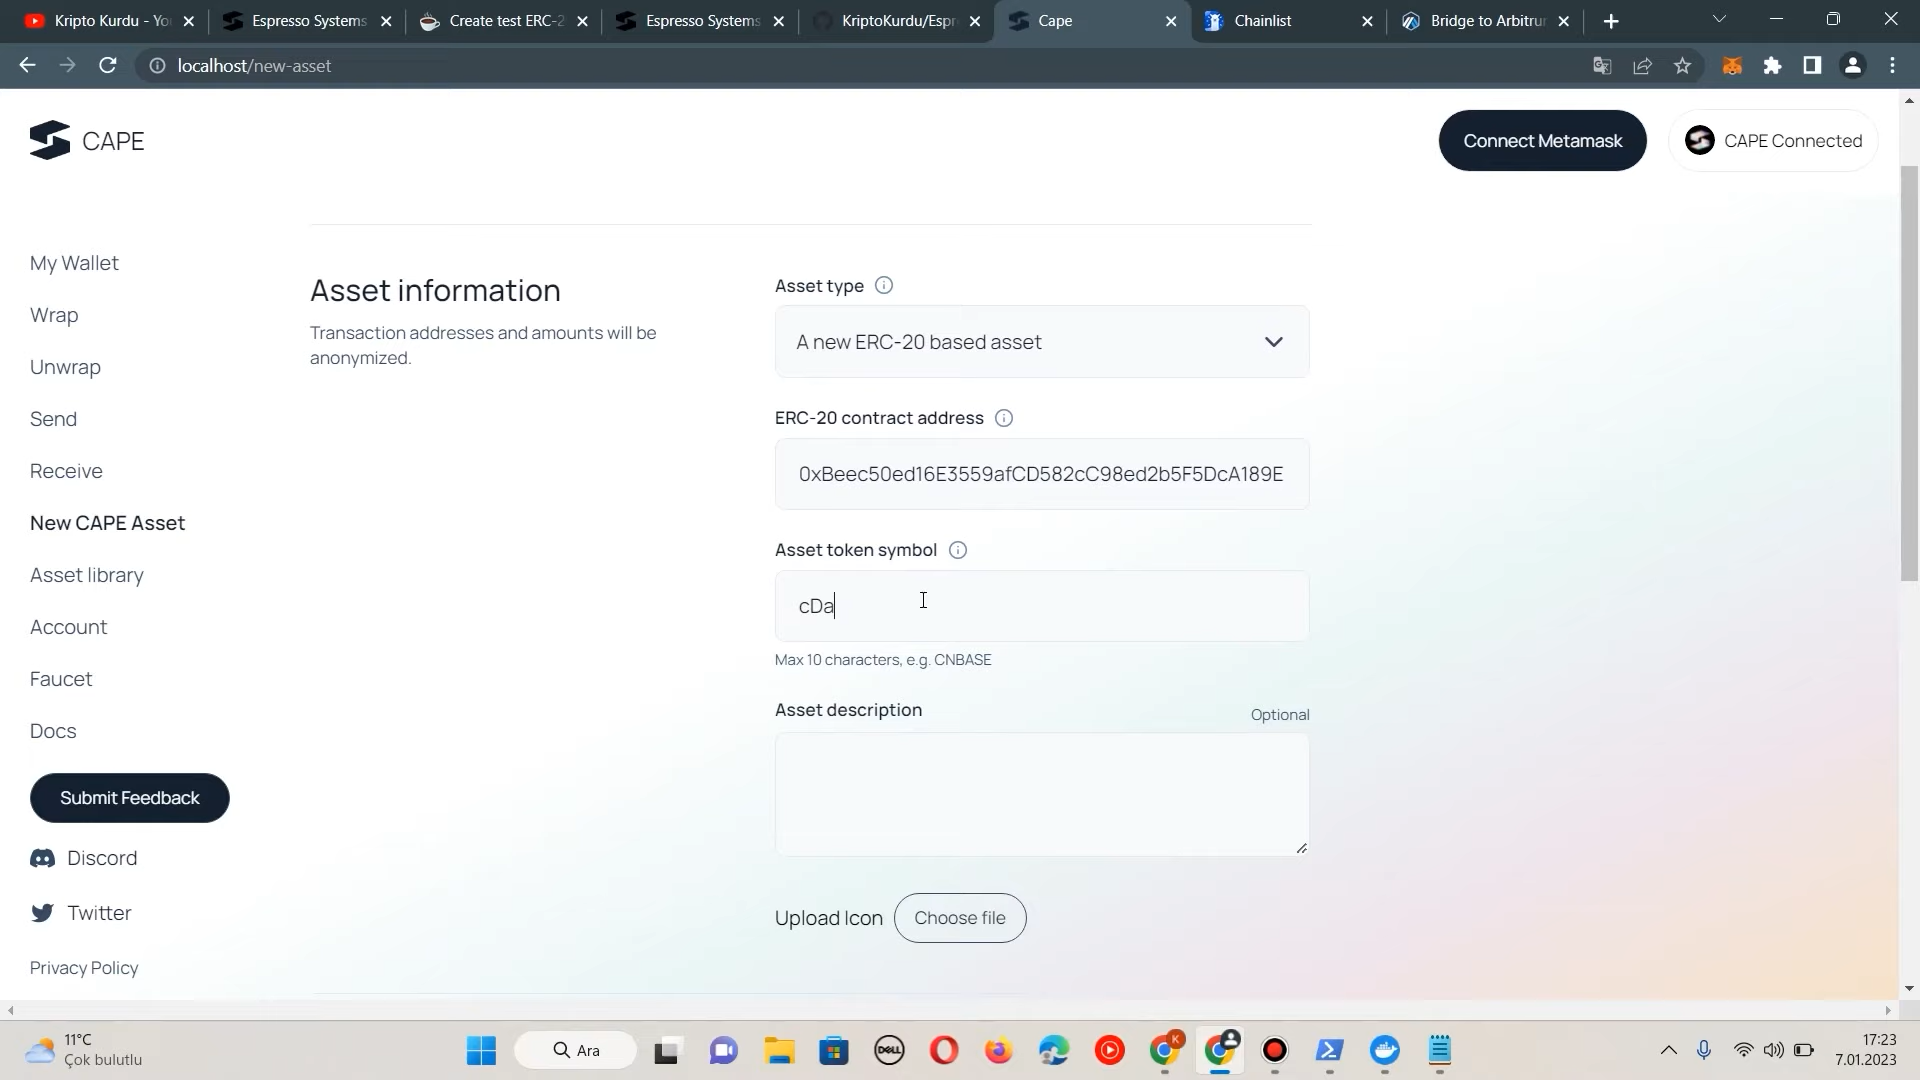 Kripto Kurdu - Yo
Espresso Systems
Create test ERC-2
Espresso Systems
KriptoKurdu/Espr
Cape
Chainlist
Bridge to Arbitrum
localhost/new-asset
CAPE
Connect Metamask
CAPE Connected
My Wallet
Wrap
Unwrap
Send
Receive
New CAPE Asset
Asset library
Account
Faucet
Docs
Submit Feedback
Discord
Twitter
Privacy Policy
Asset information
Transaction addresses and amounts will be
anonymized.
Asset type
A new ERC-20 based asset
ERC-20 contract address
0xBeec50ed16E3559afCD582cC98ed2b5F5DcA189E
Asset token symbol
cDa
Max 10 characters, e.g. CNBASE
Asset description
Optional
Upload Icon
Choose file
11°C
Çok bulutlu
Ara
DELL
K
17:23
7.01.2023